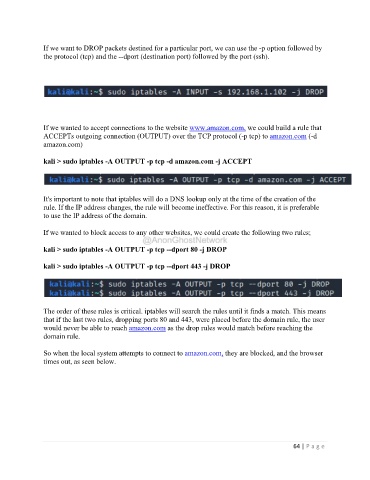 If we want to DROP packets destined for a particular port, we can use the -p option followed by
the protocol (tcp) and the --dport (destination port) followed by the port (ssh).
kali@kali:~$ sudo iptables -A INPUT -s 192.168.1.102 -j DROP
If we wanted to accept connections to the website www.amazon.com, we could build a rule that
ACCEPTs outgoing connection (OUTPUT) over the TCP protocol (-p tcp) to amazon.com (-d
amazon.com)
kali > sudo iptables -A OUTPUT -p tcp -d amazon.com -j ACCEPT
kali@kali:~$ sudo iptables -A OUTPUT -p tcp -d amazon.com -j ACCEPT
It's important to note that iptables will do a DNS lookup only at the time of the creation of the
rule. If the IP address changes, the rule will become ineffective. For this reason, it is preferable
to use the IP address of the domain.
If we wanted to block access to any other websites, we could create the following two rules;
@AnonGhostNetwork
kali > sudo iptables -A OUTPUT -p tcp --dport 80 -j DROP
kali > sudo iptables -A OUTPUT -p tcp --dport 443 -j DROP
kali@kali:~$ sudo iptables -A OUTPUT -p tcp --dport 80 -j DROP
kali@kali:~$ sudo iptables -A OUTPUT -p tcp --dport 443 -j DROP
The order of these rules is critical. iptables will search the rules until it finds a match. This means
that if the last two rules, dropping ports 80 and 443, were placed before the domain rule, the user
would never be able to reach amazon.com as the drop rules would match before reaching the
domain rule.
So when the local system attempts to connect to amazon.com, they are blocked, and the browser
times out, as seen below.
64 | P a g e